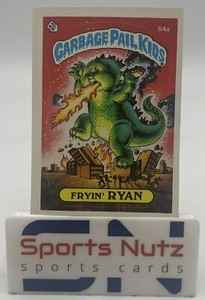 54a
GARBAGE PAIL KIDS
FRYIN' RYAN
Sports Nutz
sports cards